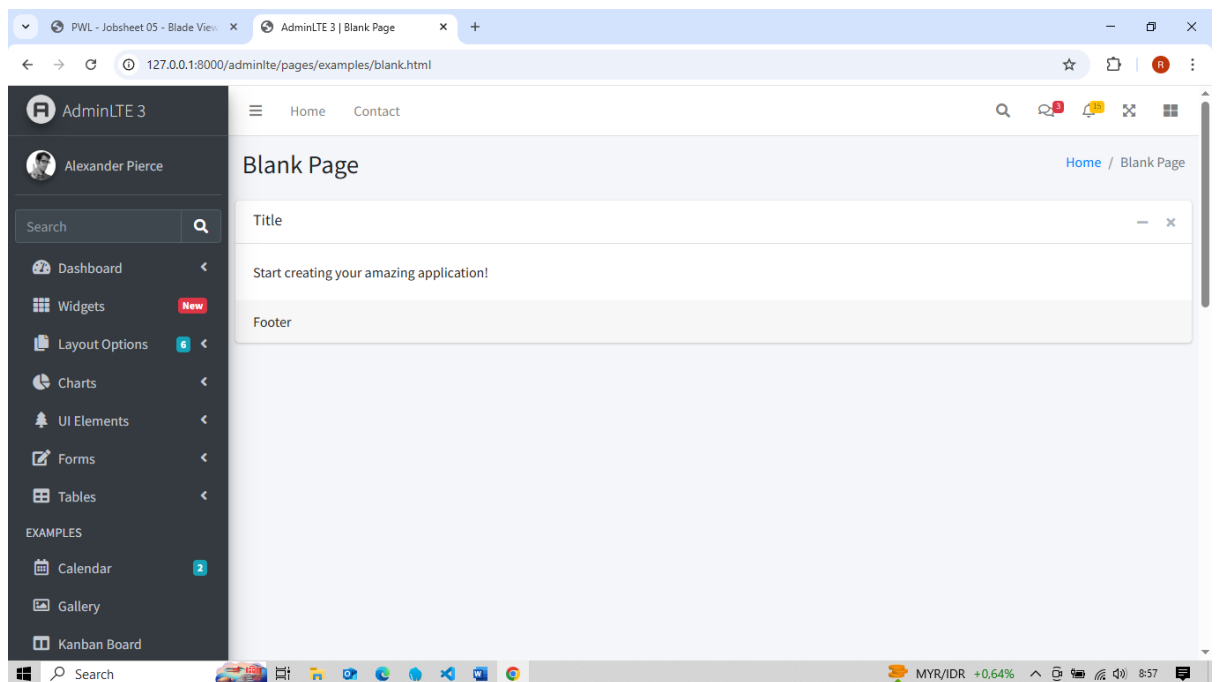 PWL - Jobsheet 05 - Blade View
AdminLTE 3 | Blank Page
127.0.0.1:8000/adminlte/pages/examples/blank.html
R
AdminLTE 3
Home Contact
3
15
Alexander Pierce
Blank Page
Home / Blank Page
Search
Title
Dashboard
Start creating your amazing application!
Widgets New
Footer
Layout Options 6
Charts
UI Elements
Forms
Tables
EXAMPLES
Calendar 2
Gallery
Kanban Board
Search
MYR/IDR +0,64%
8:57